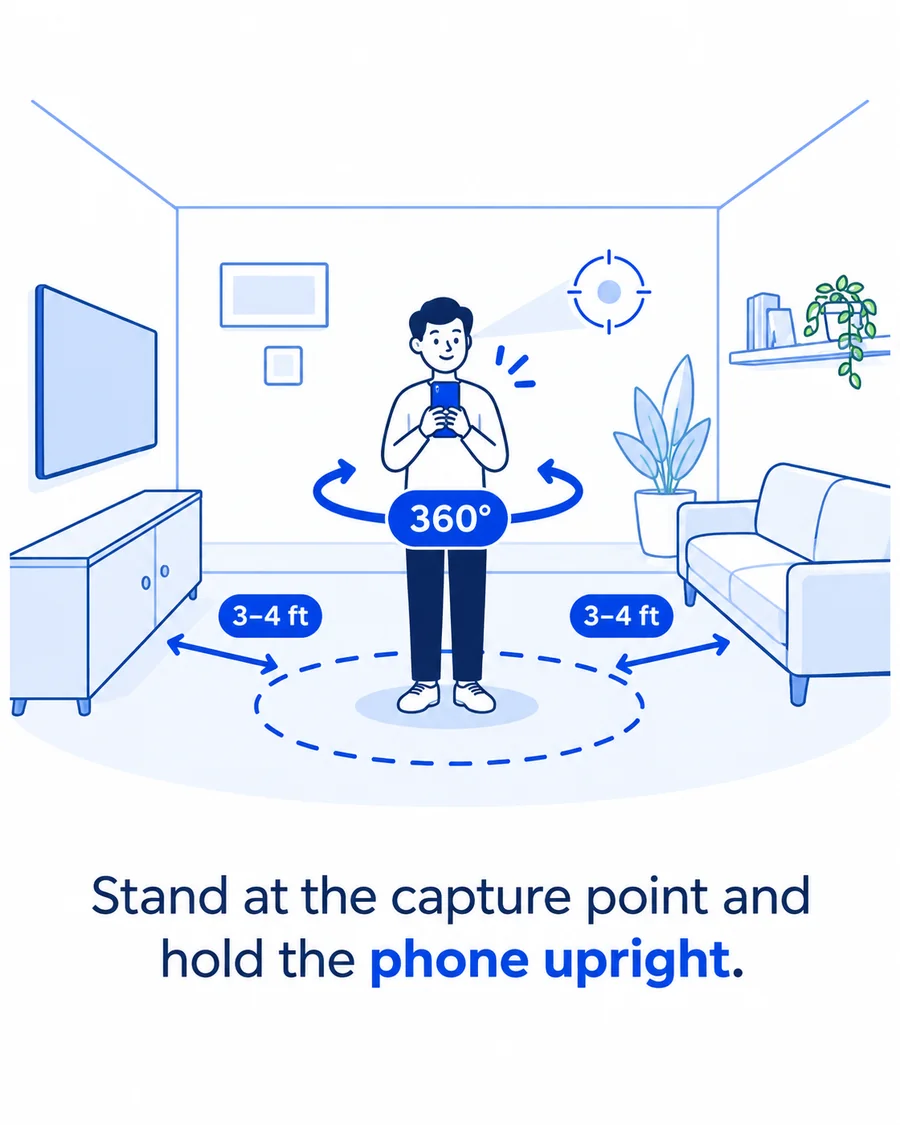 360°
3–4 ft
3–4 ft
Stand at the capture point and
hold the phone upright.